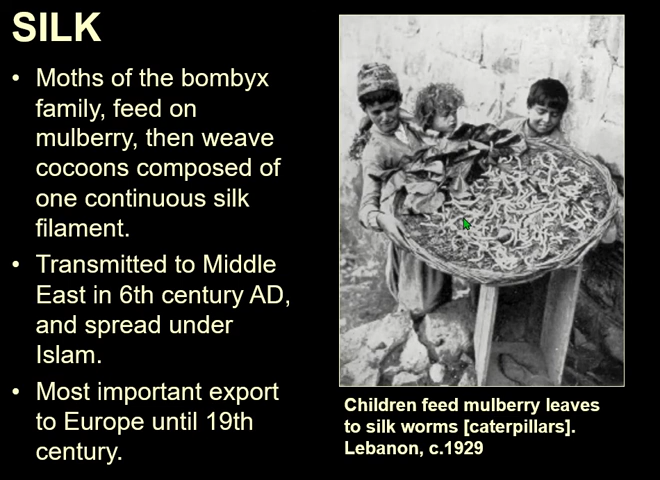 SILK
• Moths of the bombyx
family, feed on
mulberry, then weave
cocoons composed of
one continuous silk
filament.
• Transmitted to Middle
East in 6th century AD,
and spread under
Islam.
• Most important export
to Europe until 19th
century.
Children feed mulberry leaves
to silk worms [caterpillars].
Lebanon, c.1929